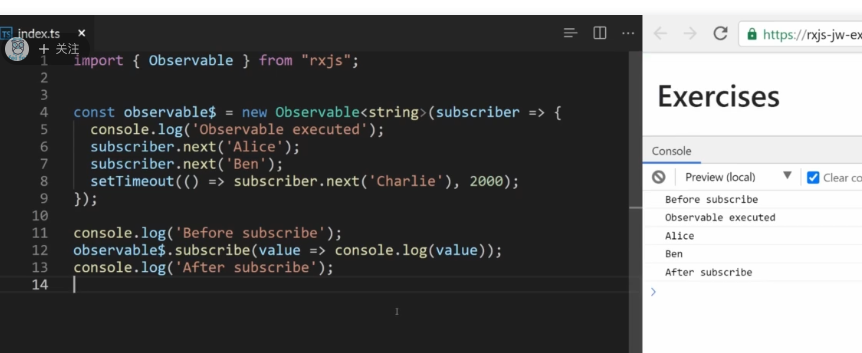 TS index.ts ×
+ 关注
1 import { Observable } from "rxjs";
2
3
4 const observable$ = new Observable<string>(subscriber => {
5 console.log('Observable executed');
6 subscriber.next('Alice');
7 subscriber.next('Ben');
8 setTimeout(() => subscriber.next('Charlie'), 2000);
9 });
10
11 console.log('Before subscribe');
12 observable$.subscribe(value => console.log(value));
13 console.log('After subscribe');
14
https://rxjs-jw-ex
Exercises
Console
Preview (local) Clear co
Before subscribe
Observable executed
Alice
Ben
After subscribe